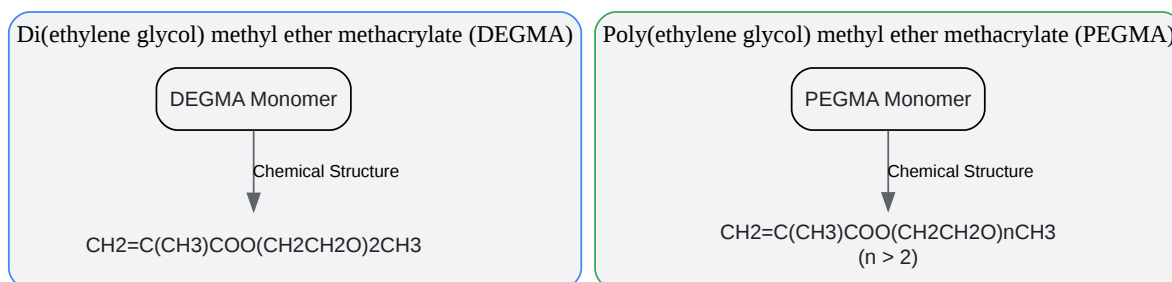 Di(ethylene glycol) methyl ether methacrylate (DEGMA)
DEGMA Monomer
Chemical Structure
CH2=C(CH3)COO(CH2CH2O)2CH3
Poly(ethylene glycol) methyl ether methacrylate (PEGMA)
PEGMA Monomer
Chemical Structure
CH2=C(CH3)COO(CH2CH2O)nCH3
(n > 2)